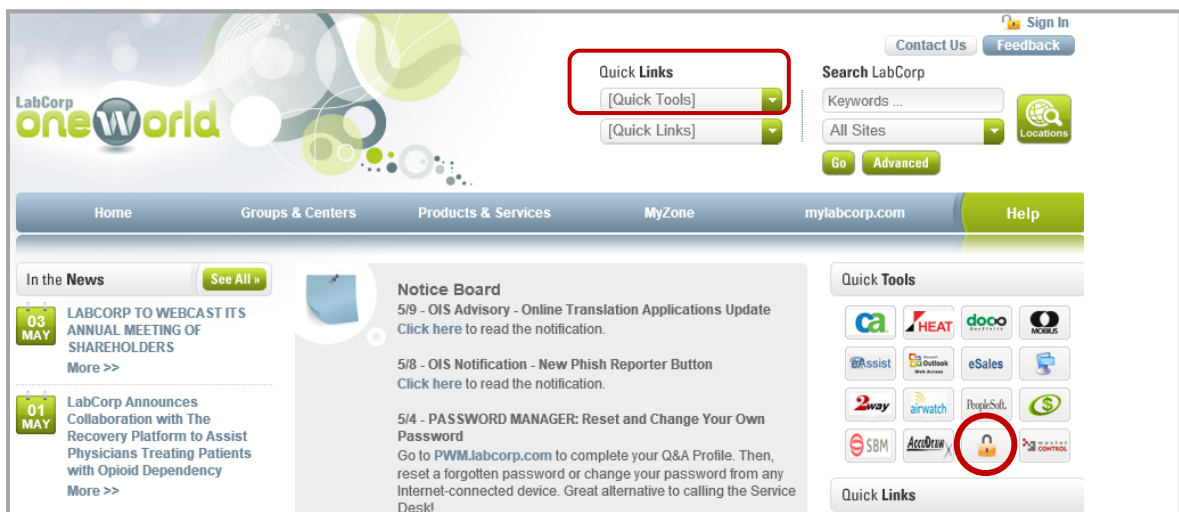 Sign In
Contact Us
Feedback
Quick Links
Search LabCorp
[Quick Tools]
Keywords ...
LabCorp
oneWorld
[Quick Links]
All Sites
Locations
Go
Advanced
Home
Groups & Centers
Products & Services
MyZone
mylabcorp.com
Help
In the News
See All »
03
MAY
LABCORP TO WEBCAST ITS
ANNUAL MEETING OF
SHAREHOLDERS
More >>
01
MAY
LabCorp Announces
Collaboration with The
Recovery Platform to Assist
Physicians Treating Patients
with Opioid Dependency
More >>
Notice Board
5/9 - OIS Advisory - Online Translation Applications Update
Click here to read the notification.
5/8 - OIS Notification - New Phish Reporter Button
Click here to read the notification.
5/4 - PASSWORD MANAGER: Reset and Change Your Own
Password
Go to PWM.labcorp.com to complete your Q&A Profile. Then,
reset a forgotten password or change your password from any
Internet-connected device. Great alternative to calling the Service
Desk!
Quick Tools
ca
HEAT
MOBIUS
Assist
Outlook
Web Access
eSales
2way
airwatch
PeopleSoft.
$
SBM
AccuDraw
master
CONTROL
Quick Links